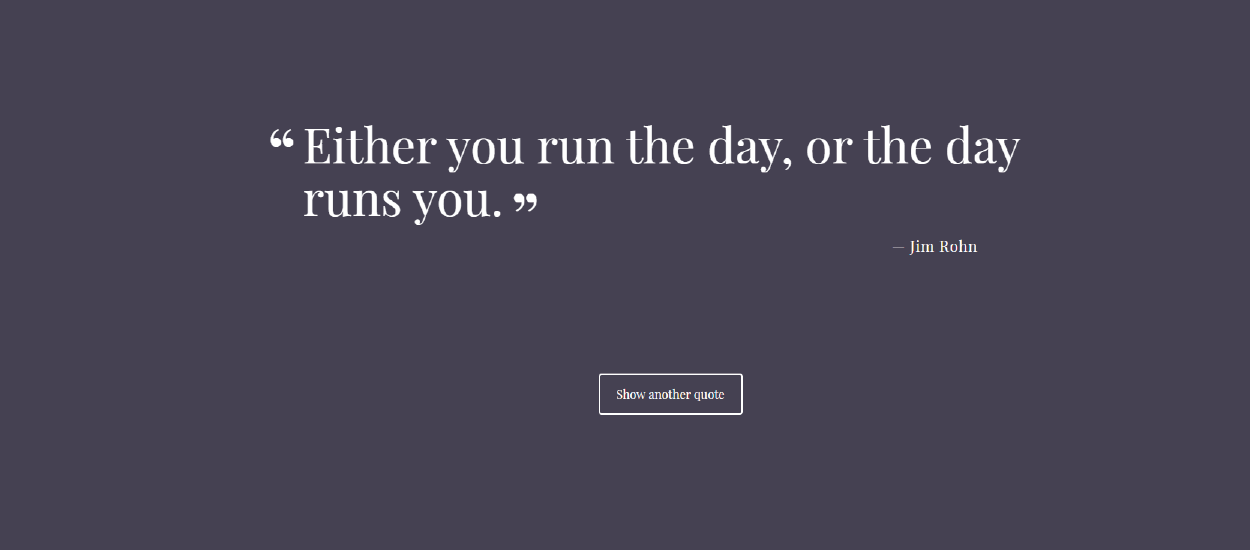 “ Either you run the day, or the day
runs you. ”
— Jim Rohn
Show another quote